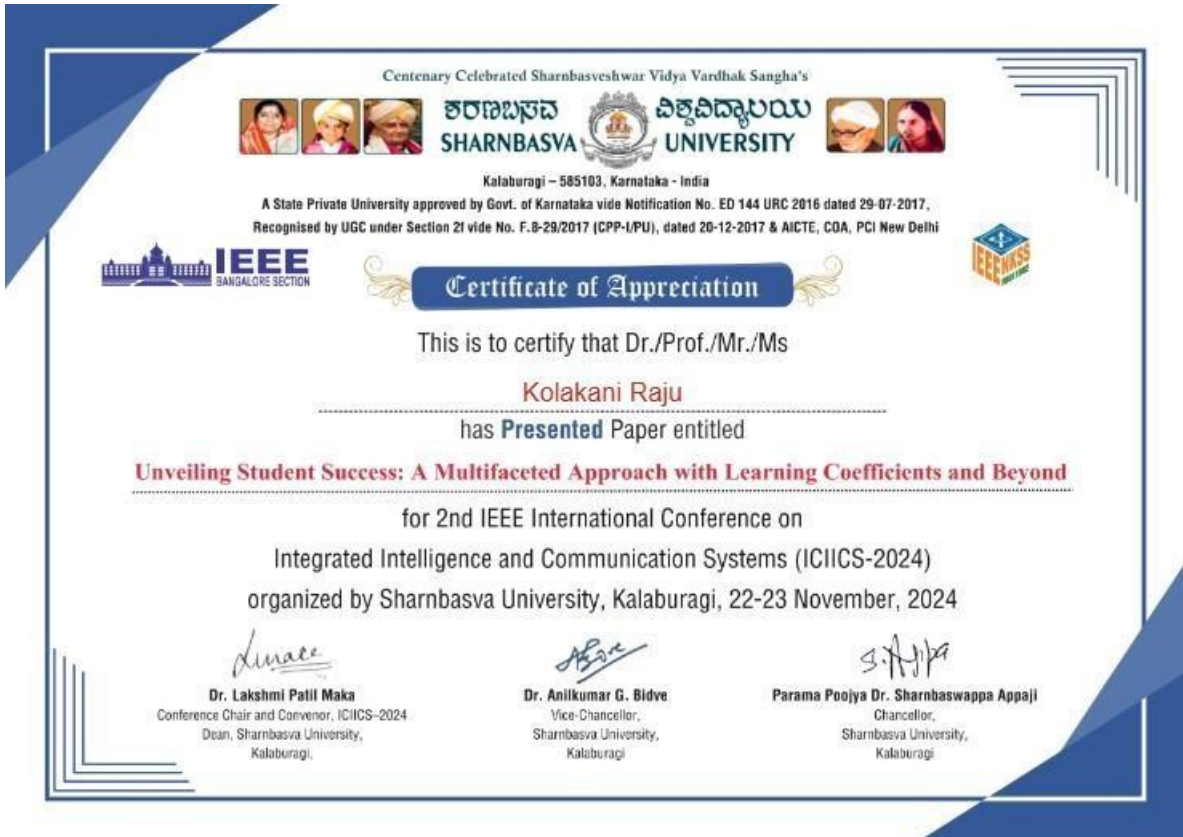 Centenary Celebrated Sharnbasveshwar Vidya Vardhak Sangha's
ಶರಣಬಸವ ವಿಶ್ವವಿದ್ಯಾಲಯ
SHARNBASVA UNIVERSITY
Kalaburagi – 585103, Karnataka - India
A State Private University approved by Govt. of Karnataka vide Notification No. ED 144 URC 2016 dated 29-07-2017,
Recognised by UGC under Section 2f vide No. F.8-29/2017 (CPP-I/PU), dated 20-12-2017 & AICTE, COA, PCI New Delhi
IEEE
BANGALORE SECTION
IEEE NKSS
Certificate of Appreciation
This is to certify that Dr./Prof./Mr./Ms
Kolakani Raju
has Presented Paper entitled
Unveiling Student Success: A Multifaceted Approach with Learning Coefficients and Beyond
for 2nd IEEE International Conference on
Integrated Intelligence and Communication Systems (ICIICS-2024)
organized by Sharnbasva University, Kalaburagi, 22-23 November, 2024
S. Appa
Dr. Lakshmi Patil Maka
Conference Chair and Convenor, ICIICS–2024
Dean, Sharnbasva University,
Kalaburagi.
Dr. Anilkumar G. Bidve
Vice-Chancellor,
Sharnbasva University,
Kalaburagi
Parama Poojya Dr. Sharnbaswappa Appaji
Chancellor,
Sharnbasva University,
Kalaburagi